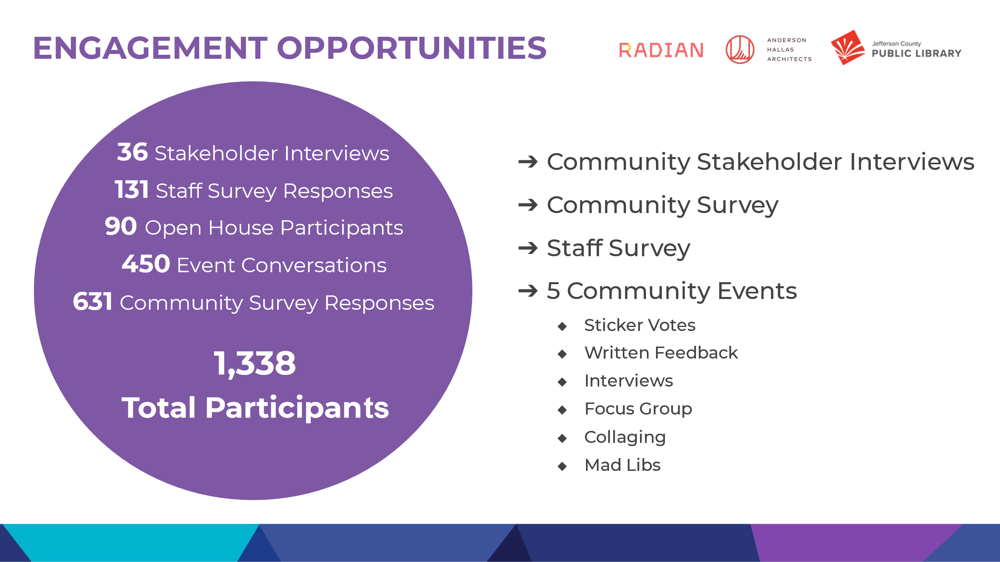 ENGAGEMENT OPPORTUNITIES
RADIAN
ANDERSON
HALLAS
ARCHITECTS
Jefferson County
PUBLIC LIBRARY
36 Stakeholder Interviews
131 Staff Survey Responses
90 Open House Participants
450 Event Conversations
631 Community Survey Responses
1,338
Total Participants
➔ Community Stakeholder Interviews
➔ Community Survey
➔ Staff Survey
➔ 5 Community Events
◆ Sticker Votes
◆ Written Feedback
◆ Interviews
◆ Focus Group
◆ Collaging
◆ Mad Libs